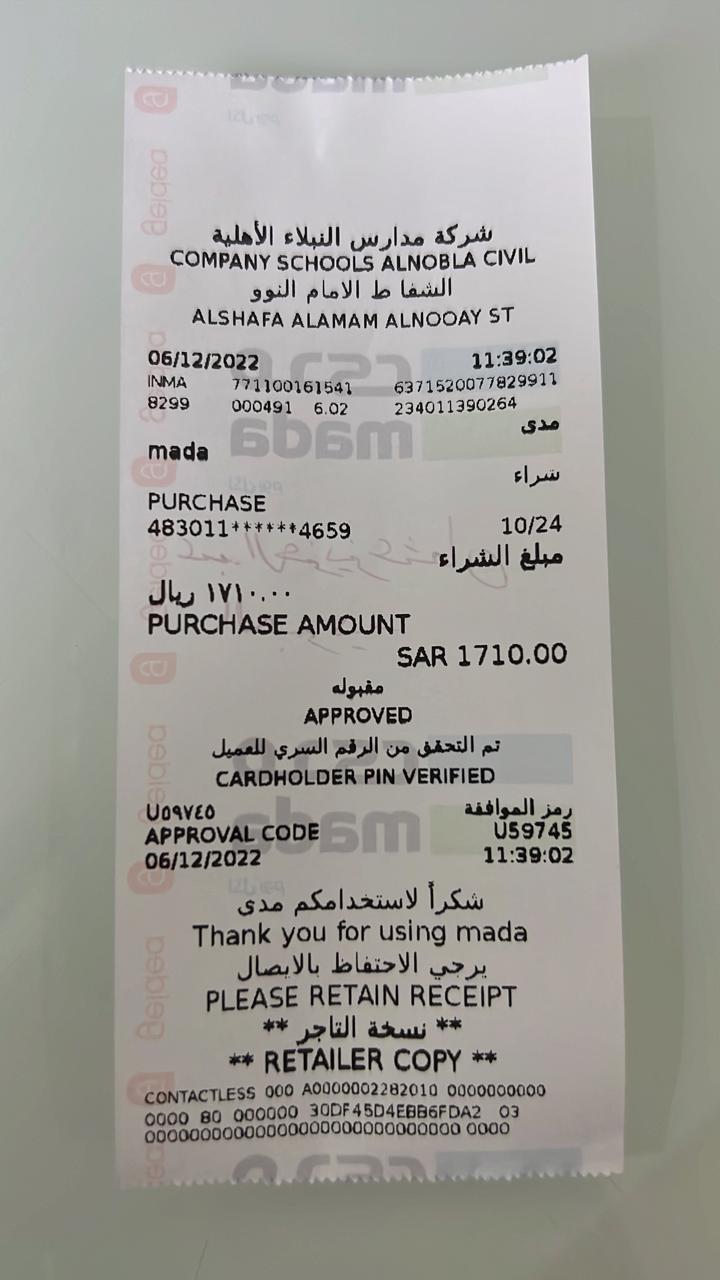 شركة مدارس النبلاء الأهلية
COMPANY SCHOOLS ALNOBLA CIVIL
الشفا ط الامام النوو
ALSHAFA ALAMAM ALNOOAY ST
06/12/2022 11:39:02
INMA 771100161541 6371520077829911
8299 000491 6.02 234011390264
مدى
mada
شراء
PURCHASE
483011******4659 10/24
مبلغ الشراء
١٧١٠.٠٠ ريال
PURCHASE AMOUNT
SAR 1710.00
مقبوله
APPROVED
تم التحقق من الرقم السري للعميل
CARDHOLDER PIN VERIFIED
U٥٩٧٤٥ رمز الموافقة
APPROVAL CODE U59745
06/12/2022 11:39:02
شكراً لاستخدامكم مدى
Thank you for using mada
يرجي الاحتفاظ بالايصال
PLEASE RETAIN RECEIPT
** نسخة التاجر **
** RETAILER COPY **
CONTACTLESS 000 A0000002282010 0000000000
0000 80 000000 30DF45D4EBB6FDA2 03